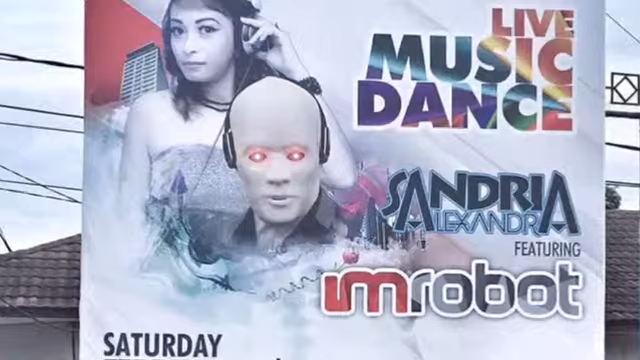 LIVE
MUSIC
DANCE
SANDRIA
ALEXANDRA
FEATURING
imrobot
SATURDAY